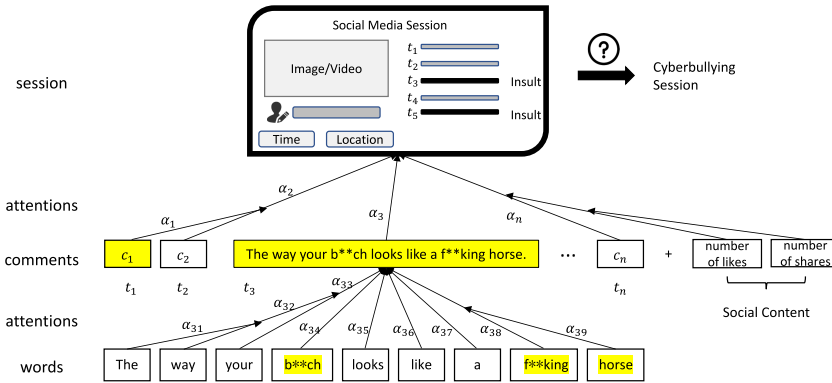 Social Media Session
Image/Video
t₁
t₂
t₃ Insult
t₄
t₅ Insult
Time Location
?
Cyberbullying
Session
session
attentions
α₁ α₂ α₃ αₙ
comments
c₁ c₂ The way your b**ch looks like a f**king horse. ... cₙ + number of likes number of shares
t₁ t₂ t₃ tₙ
Social Content
attentions
α₃₁ α₃₂ α₃₃ α₃₄ α₃₅ α₃₆ α₃₇ α₃₈ α₃₉
words
The way your b**ch looks like a f**king horse